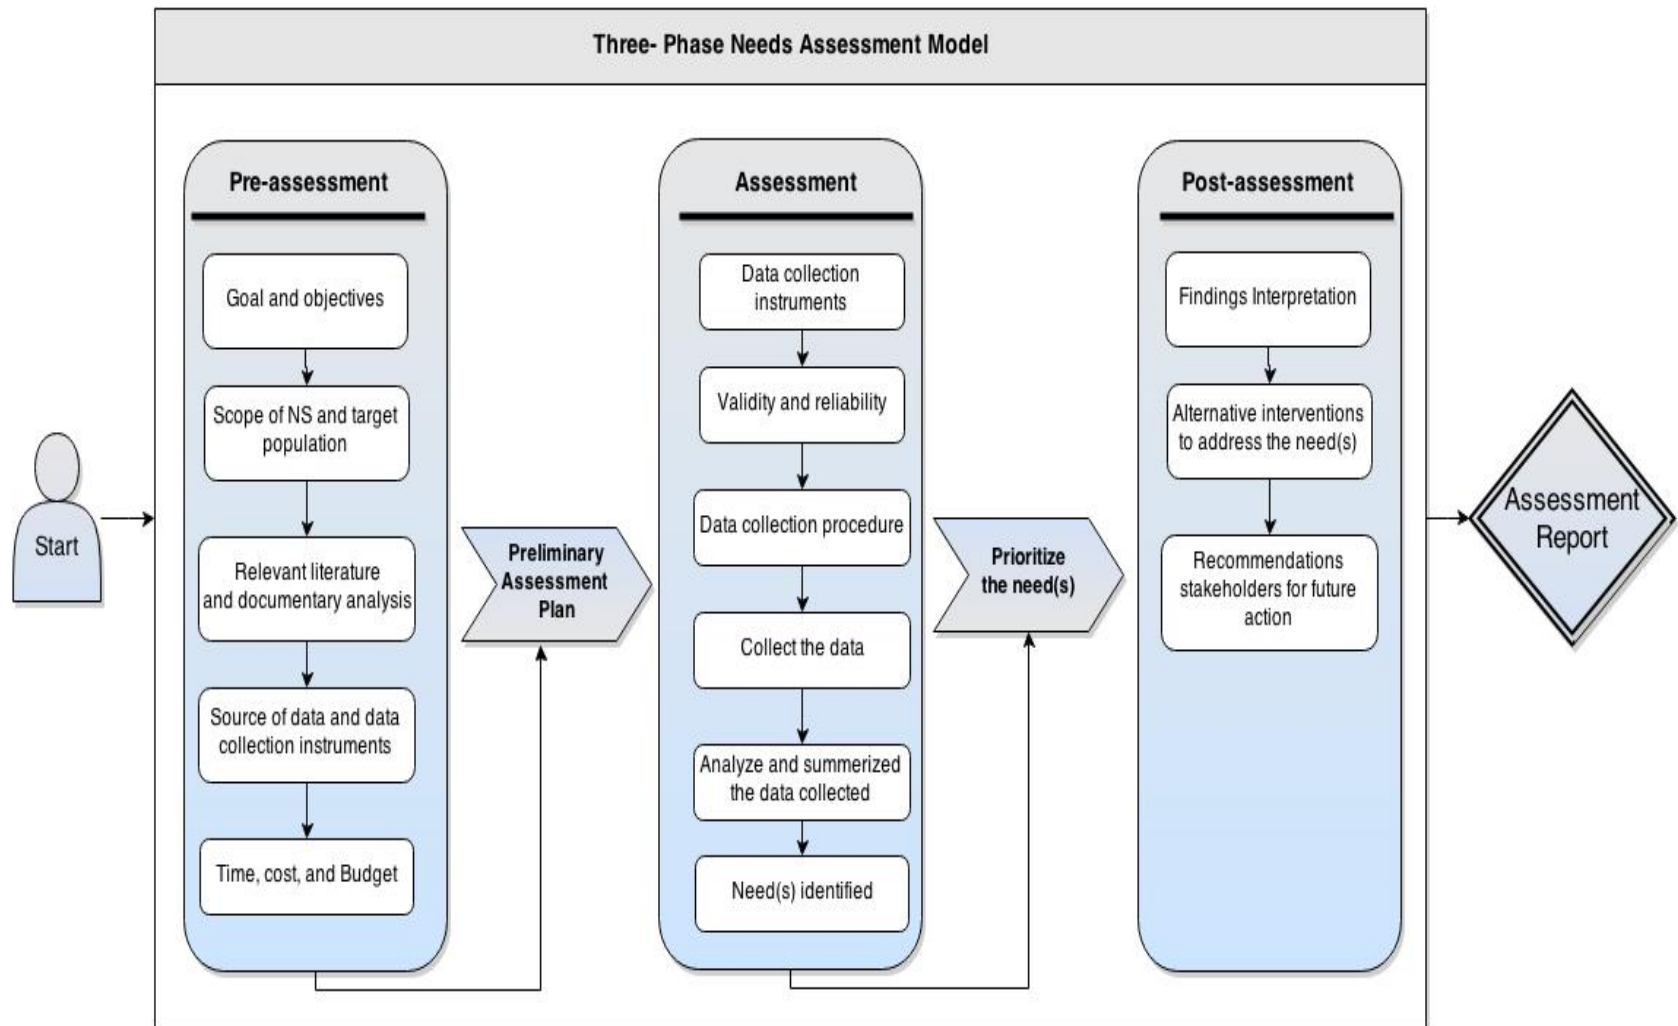 Three- Phase Needs Assessment Model
Start
Pre-assessment
Goal and objectives
Scope of NS and target
population
Relevant literature
and documentary analysis
Source of data and data
collection instruments
Time, cost, and Budget
Preliminary
Assessment
Plan
Assessment
Data collection
instruments
Validity and reliability
Data collection procedure
Collect the data
Analyze and summerized
the data collected
Need(s) identified
Prioritize
the need(s)
Post-assessment
Findings Interpretation
Alternative interventions
to address the need(s)
Recommendations
stakeholders for future
action
Assessment
Report